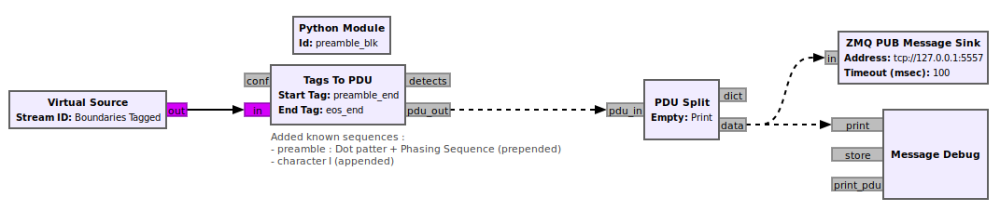 Python Module
Id: preamble_blk
Virtual Source
Stream ID: Boundaries Tagged
out
conf
in
Tags To PDU
Start Tag: preamble_end
End Tag: eos_end
detects
pdu_out
Added known sequences :
- preamble : Dot patter + Phasing Sequence (prepended)
- character I (appended)
pdu_in
PDU Split
Empty: Print
dict
data
in
ZMQ PUB Message Sink
Address: tcp://127.0.0.1:5557
Timeout (msec): 100
print
store
print_pdu
Message Debug